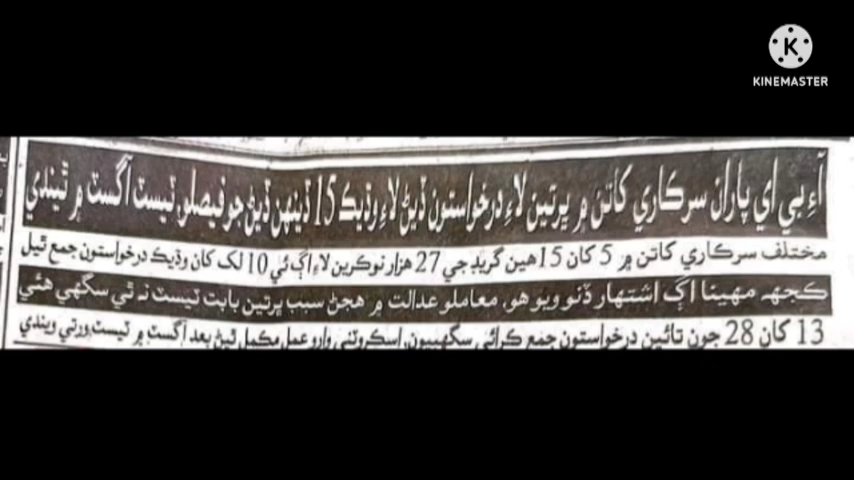 KINEMASTER
آءِ بي اي پاران سرڪاري کاتن ۾ ڀرتين لاءِ درخواستون ڏيڻ لاءِ وڌيڪ 15 ڏينهن ڏيڻ جو فيصلو، ٽيسٽ آگسٽ ۾ ٿيندي
مختلف سرڪاري کاتن ۾ 5 کان 15 هين گريڊ جي 27 هزار نوڪرين لاءِ اڳ ئي 10 لک کان وڌيڪ درخواستون جمع ٿيل
ڪجهہ مهينا اڳ اشتهار ڏنو ويو هو، معاملو عدالت ۾ هجڻ سبب ڀرتين بابت ٽيسٽ نہ ٿي سگهي هئي
13 کان 28 جون تائين درخواستون جمع ڪرائي سگهبيون، اسڪروٽني وارو عمل مڪمل ٿيڻ بعد آگسٽ ۾ ٽيسٽ ورتي ويندي